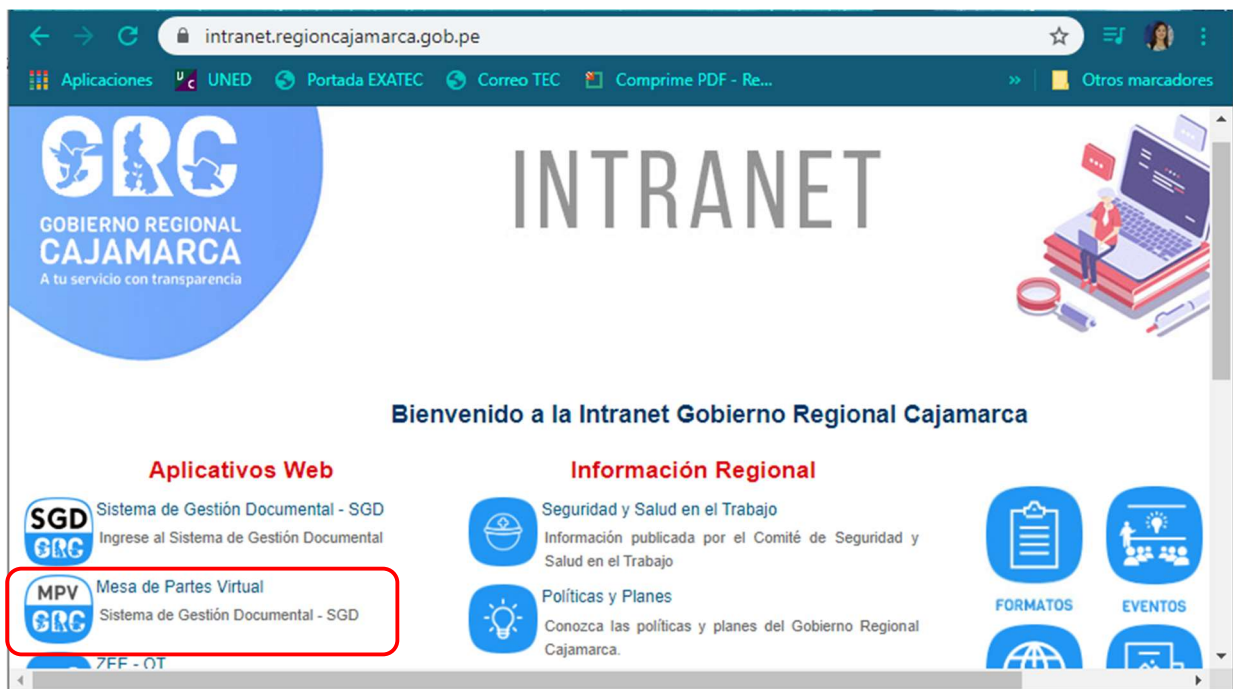 intranet.regioncajamarca.gob.pe
Aplicaciones UNED Portada EXATEC Correo TEC Comprime PDF - Re... » Otros marcadores
GRC
GOBIERNO REGIONAL
CAJAMARCA
A tu servicio con transparencia
INTRANET
Bienvenido a la Intranet Gobierno Regional Cajamarca
Aplicativos Web
SGD
GRC
Sistema de Gestión Documental - SGD
Ingrese al Sistema de Gestión Documental
MPV
GRC
Mesa de Partes Virtual
Sistema de Gestión Documental - SGD
ZEE - OT
Información Regional
Seguridad y Salud en el Trabajo
Información publicada por el Comité de Seguridad y
Salud en el Trabajo
Políticas y Planes
Conozca las políticas y planes del Gobierno Regional
Cajamarca.
FORMATOS
EVENTOS